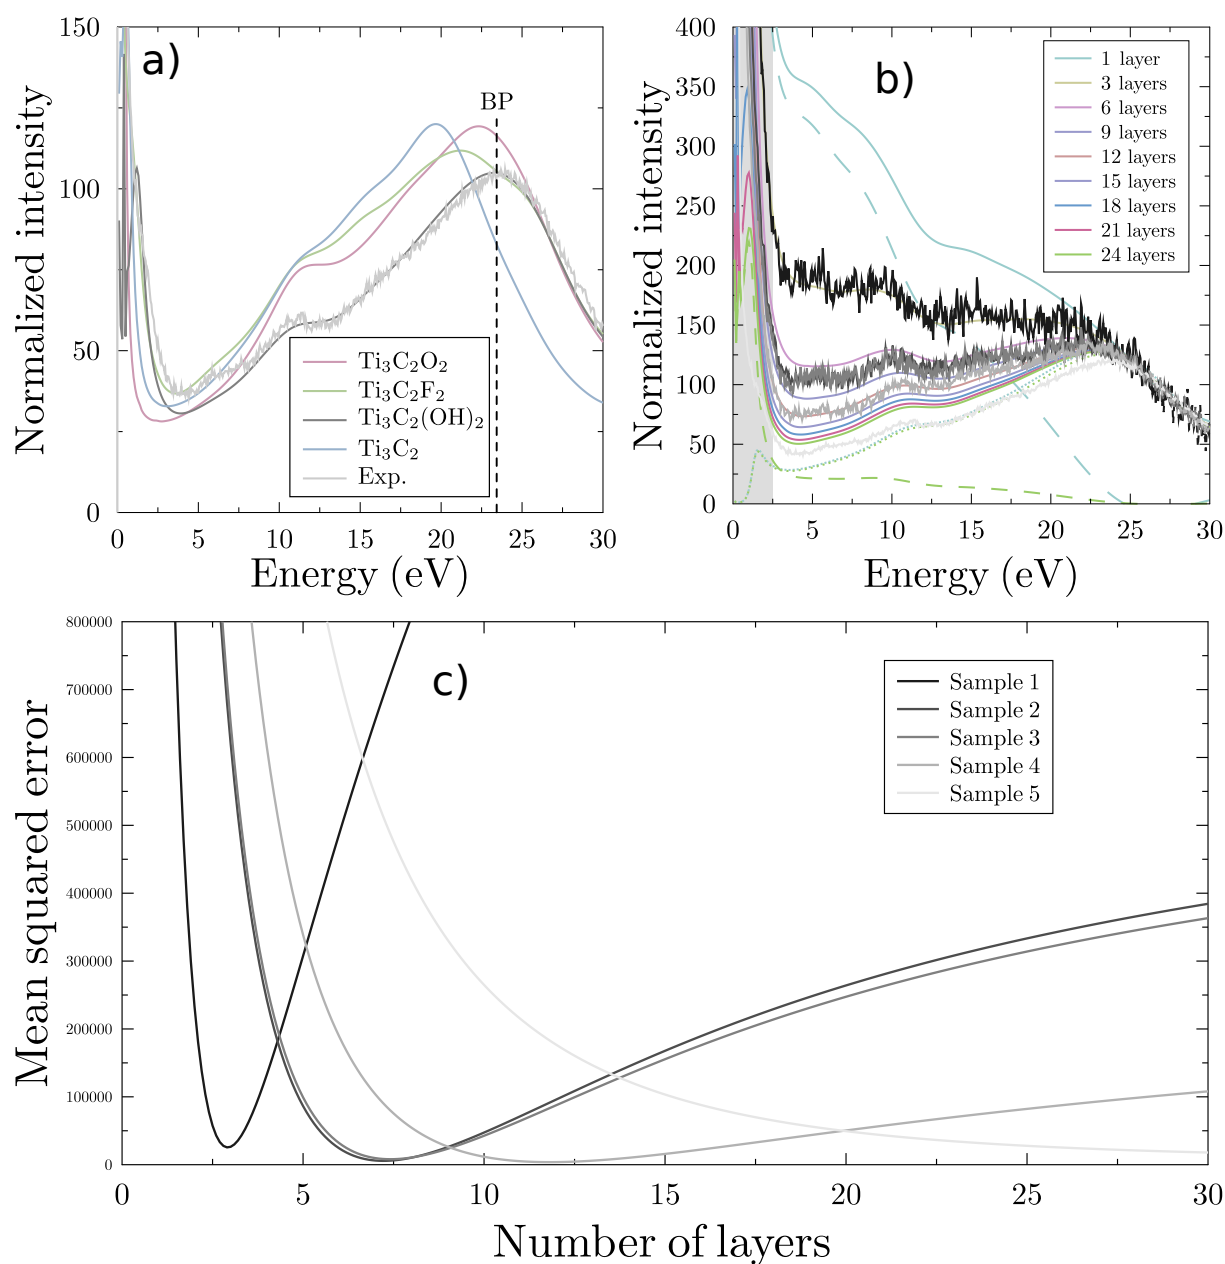 a)
BP
Normalized intensity
150
100
50
0
Ti₃C₂O₂
Ti₃C₂F₂
Ti₃C₂(OH)₂
Ti₃C₂
Exp.
0 5 10 15 20 25 30
Energy (eV)
b)
Normalized intensity
400
350
300
250
200
150
100
50
0
1 layer
3 layers
6 layers
9 layers
12 layers
15 layers
18 layers
21 layers
24 layers
0 5 10 15 20 25 30
Energy (eV)
c)
Mean squared error
800000
700000
600000
500000
400000
300000
200000
100000
0
Sample 1
Sample 2
Sample 3
Sample 4
Sample 5
0 5 10 15 20 25 30
Number of layers